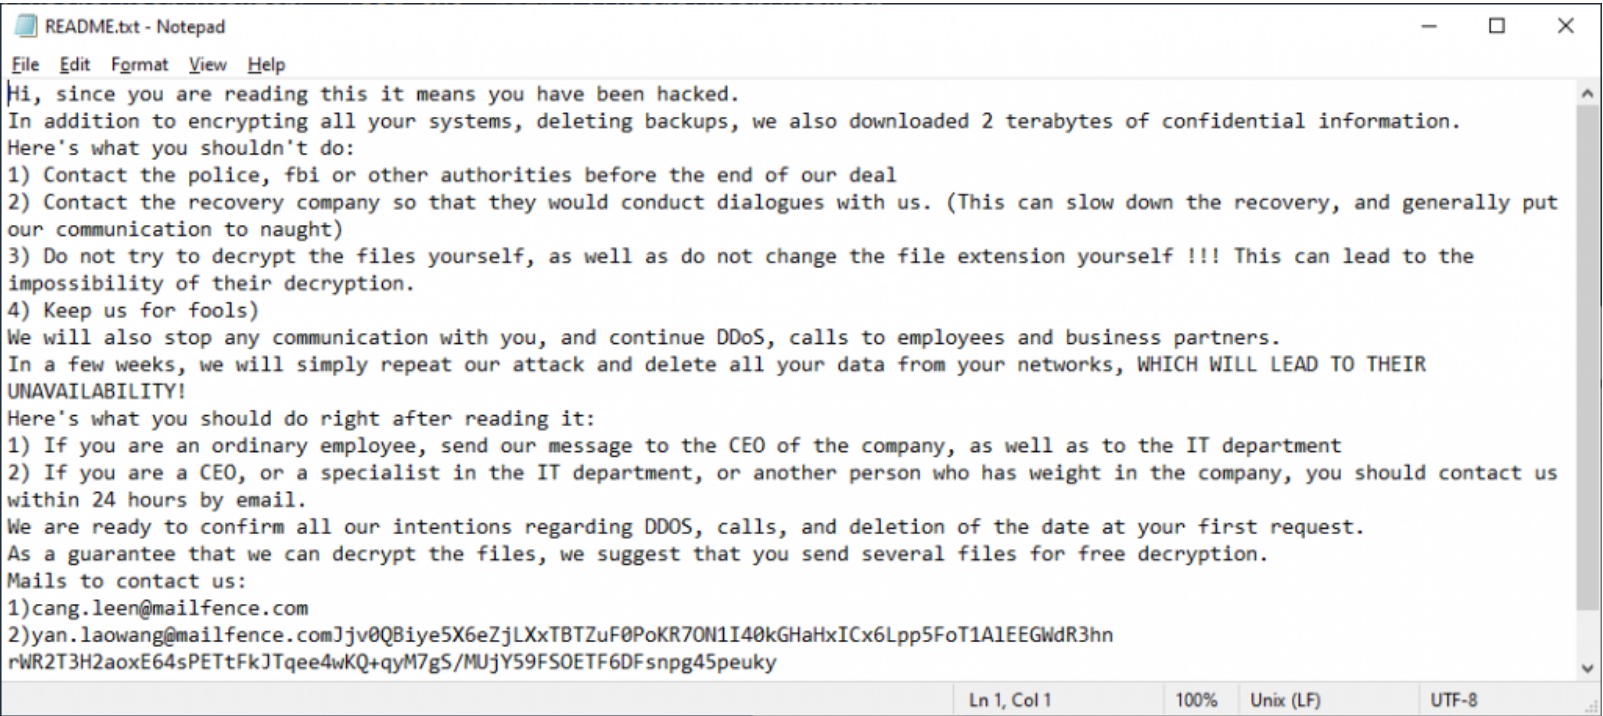 README.txt - Notepad
File Edit Format View Help
Hi, since you are reading this it means you have been hacked.
In addition to encrypting all your systems, deleting backups, we also downloaded 2 terabytes of confidential information.
Here's what you shouldn't do:
1) Contact the police, fbi or other authorities before the end of our deal
2) Contact the recovery company so that they would conduct dialogues with us. (This can slow down the recovery, and generally put
our communication to naught)
3) Do not try to decrypt the files yourself, as well as do not change the file extension yourself !!! This can lead to the
impossibility of their decryption.
4) Keep us for fools)
We will also stop any communication with you, and continue DDoS, calls to employees and business partners.
In a few weeks, we will simply repeat our attack and delete all your data from your networks, WHICH WILL LEAD TO THEIR
UNAVAILABILITY!
Here's what you should do right after reading it:
1) If you are an ordinary employee, send our message to the CEO of the company, as well as to the IT department
2) If you are a CEO, or a specialist in the IT department, or another person who has weight in the company, you should contact us
within 24 hours by email.
We are ready to confirm all our intentions regarding DDOS, calls, and deletion of the date at your first request.
As a guarantee that we can decrypt the files, we suggest that you send several files for free decryption.
Mails to contact us:
1)cang.leen@mailfence.com
2)yan.laowang@mailfence.comJjv0QBiye5X6eZjLXxTBTZuF0PoKR7ON1I40kGHaHxICx6Lpp5FoT1AlEEGWdR3hn
rWR2T3H2aoxE64sPETtFkJTqee4wKQ+qyM7gS/MUjY59FSOETF6DFsnpg45peuky
Ln 1, Col 1 100% Unix (LF) UTF-8